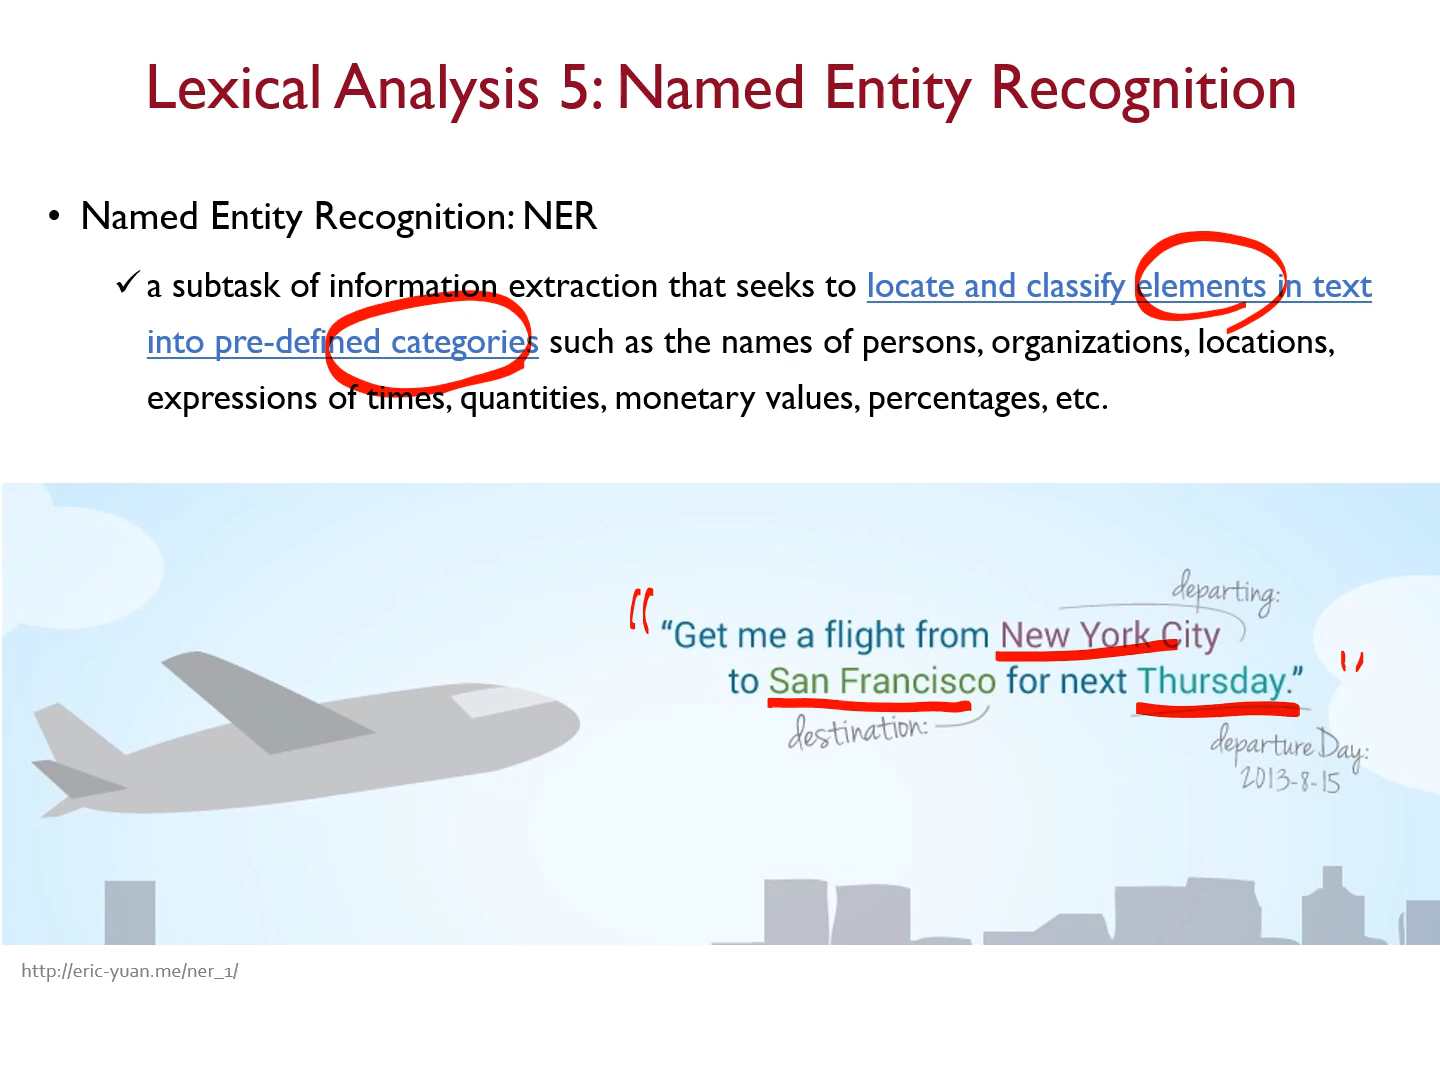 Lexical Analysis 5: Named Entity Recognition
• Named Entity Recognition: NER
✓ a subtask of information extraction that seeks to locate and classify elements in text
into pre-defined categories such as the names of persons, organizations, locations,
expressions of times, quantities, monetary values, percentages, etc.
departing:
“Get me a flight from New York City
to San Francisco for next Thursday.”
destination:
departure Day:
2013-8-15
http://eric-yuan.me/ner_1/